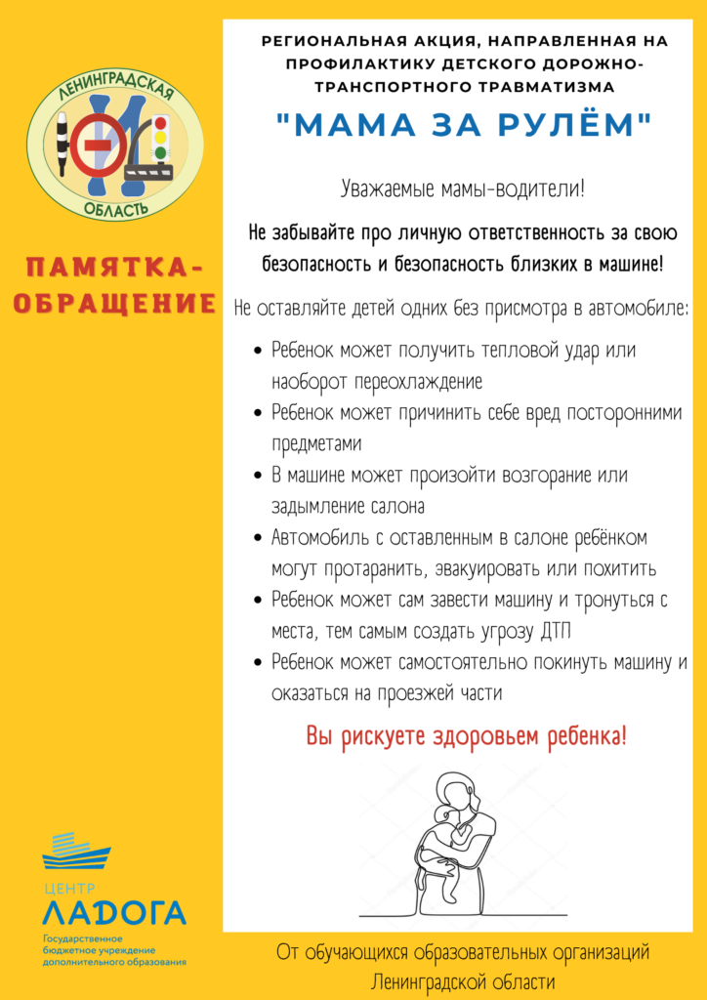 РЕГИОНАЛЬНАЯ АКЦИЯ, НАПРАВЛЕННАЯ НА
ПРОФИЛАКТИКУ ДЕТСКОГО ДОРОЖНО-
ТРАНСПОРТНОГО ТРАВМАТИЗМА
"МАМА ЗА РУЛЁМ"
ЛЕНИНГРАДСКАЯ
ОБЛАСТЬ
ПАМЯТКА-
ОБРАЩЕНИЕ
Уважаемые мамы-водители!
Не забывайте про личную ответственность за свою
безопасность и безопасность близких в машине!
Не оставляйте детей одних без присмотра в автомобиле:
• Ребенок может получить тепловой удар или
наоборот переохлаждение
• Ребенок может причинить себе вред посторонними
предметами
• В машине может произойти возгорание или
задымление салона
• Автомобиль с оставленным в салоне ребёнком
могут протаранить, эвакуировать или похитить
• Ребенок может сам завести машину и тронуться с
места, тем самым создать угрозу ДТП
• Ребенок может самостоятельно покинуть машину и
оказаться на проезжей части
Вы рискуете здоровьем ребенка!
ЦЕНТР
ЛАДОГА
Государственное
бюджетное учреждение
дополнительного образования
От обучающихся образовательных организаций
Ленинградской области